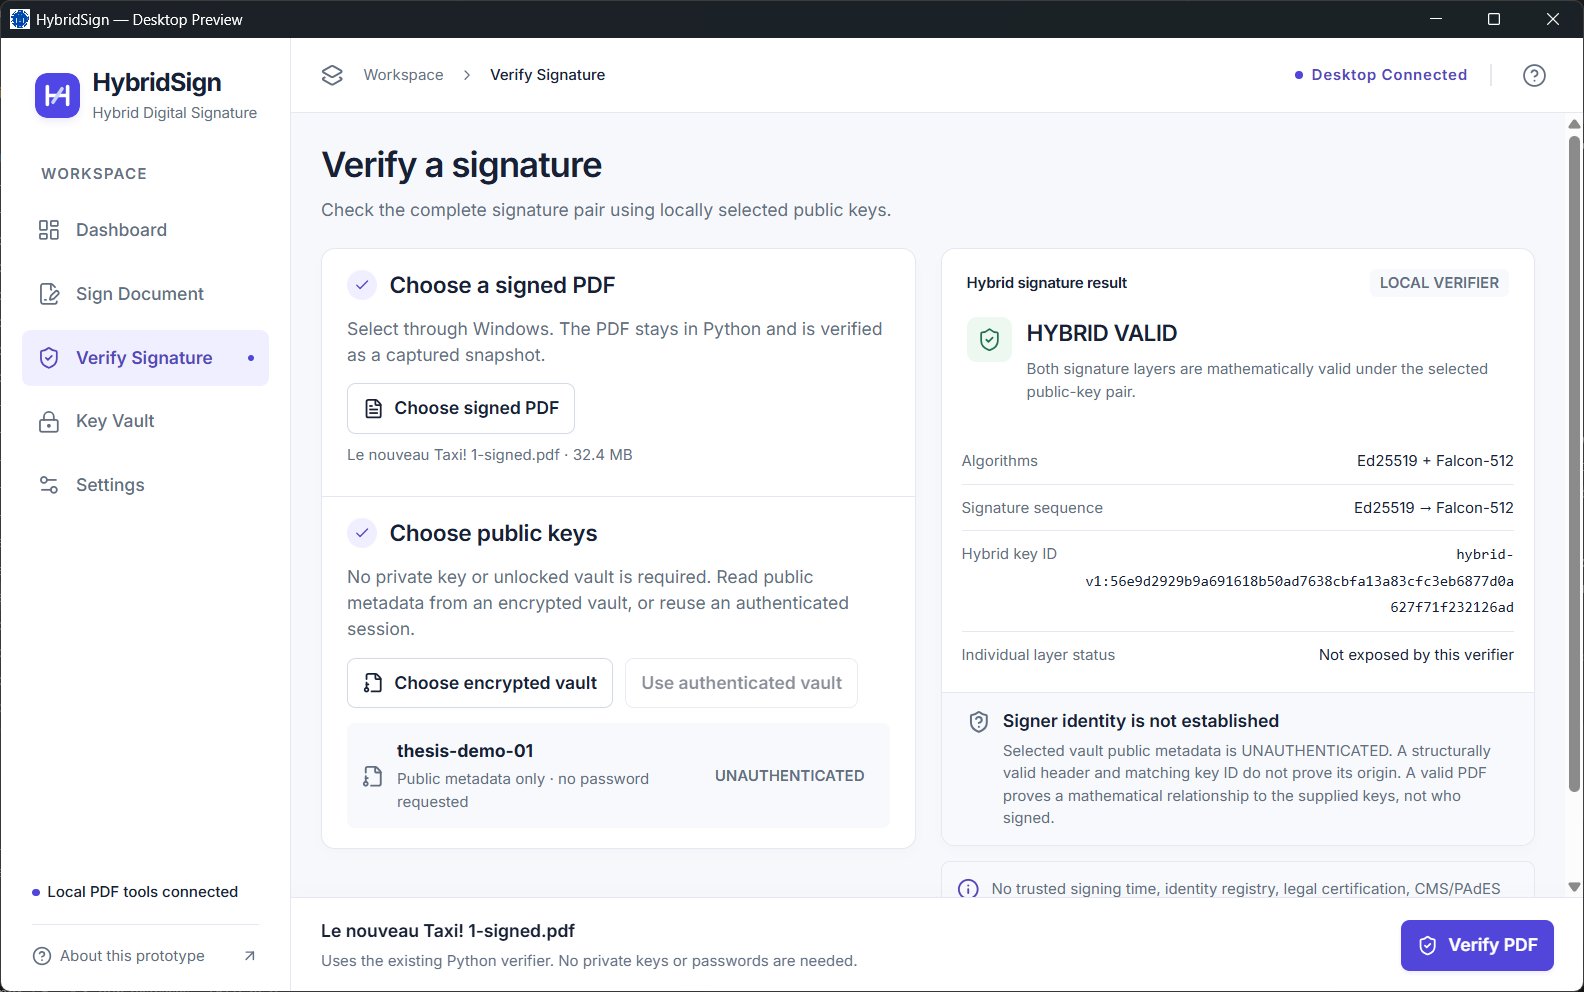 HybridSign — Desktop Preview
HybridSign
Hybrid Digital Signature
WORKSPACE
Dashboard
Sign Document
Verify Signature
Key Vault
Settings
Local PDF tools connected
About this prototype
Workspace
Verify Signature
Desktop Connected
Verify a signature
Check the complete signature pair using locally selected public keys.
Choose a signed PDF
Select through Windows. The PDF stays in Python and is verified
as a captured snapshot.
Choose signed PDF
Le nouveau Taxi! 1-signed.pdf · 32.4 MB
Choose public keys
No private key or unlocked vault is required. Read public
metadata from an encrypted vault, or reuse an authenticated
session.
Choose encrypted vault
Use authenticated vault
thesis-demo-01
Public metadata only · no password
requested
UNAUTHENTICATED
Hybrid signature result
LOCAL VERIFIER
HYBRID VALID
Both signature layers are mathematically valid under the selected
public-key pair.
Algorithms
Ed25519 + Falcon-512
Signature sequence
Ed25519 → Falcon-512
Hybrid key ID
hybrid-
v1:56e9d2929b9a691618b50ad7638cbfa13a83cfc3eb6877d0a
627f71f232126ad
Individual layer status
Not exposed by this verifier
Signer identity is not established
Selected vault public metadata is UNAUTHENTICATED. A structurally
valid header and matching key ID do not prove its origin. A valid PDF
proves a mathematical relationship to the supplied keys, not who
signed.
No trusted signing time, identity registry, legal certification, CMS/PAdES
Le nouveau Taxi! 1-signed.pdf
Uses the existing Python verifier. No private keys or passwords are needed.
Verify PDF